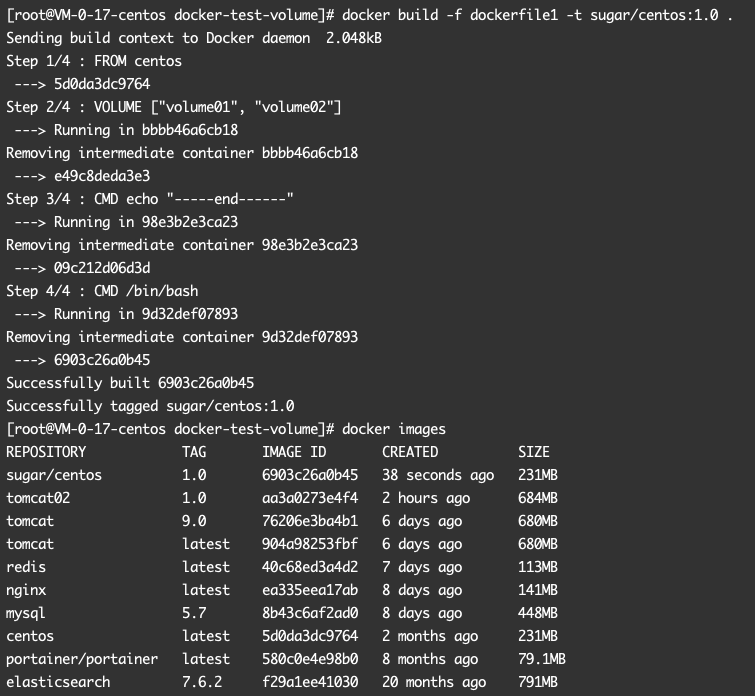 [root@VM-0-17-centos docker-test-volume]# docker build -f dockerfile1 -t sugar/centos:1.0 .
Sending build context to Docker daemon  2.048kB
Step 1/4 : FROM centos
 ---> 5d0da3dc9764
Step 2/4 : VOLUME ["volume01", "volume02"]
 ---> Running in bbbb46a6cb18
Removing intermediate container bbbb46a6cb18
 ---> e49c8deda3e3
Step 3/4 : CMD echo "-----end------"
 ---> Running in 98e3b2e3ca23
Removing intermediate container 98e3b2e3ca23
 ---> 09c212d06d3d
Step 4/4 : CMD /bin/bash
 ---> Running in 9d32def07893
Removing intermediate container 9d32def07893
 ---> 6903c26a0b45
Successfully built 6903c26a0b45
Successfully tagged sugar/centos:1.0
[root@VM-0-17-centos docker-test-volume]# docker images
REPOSITORY            TAG       IMAGE ID       CREATED          SIZE
sugar/centos          1.0       6903c26a0b45   38 seconds ago   231MB
tomcat02              1.0       aa3a0273e4f4   2 hours ago      684MB
tomcat                9.0       76206e3ba4b1   6 days ago       680MB
tomcat                latest    904a98253fbf   6 days ago       680MB
redis                 latest    40c68ed3a4d2   7 days ago       113MB
nginx                 latest    ea335eea17ab   8 days ago       141MB
mysql                 5.7       8b43c6af2ad0   8 days ago       448MB
centos                latest    5d0da3dc9764   2 months ago     231MB
portainer/portainer   latest    580c0e4e98b0   8 months ago     79.1MB
elasticsearch         7.6.2     f29a1ee41030   20 months ago    791MB